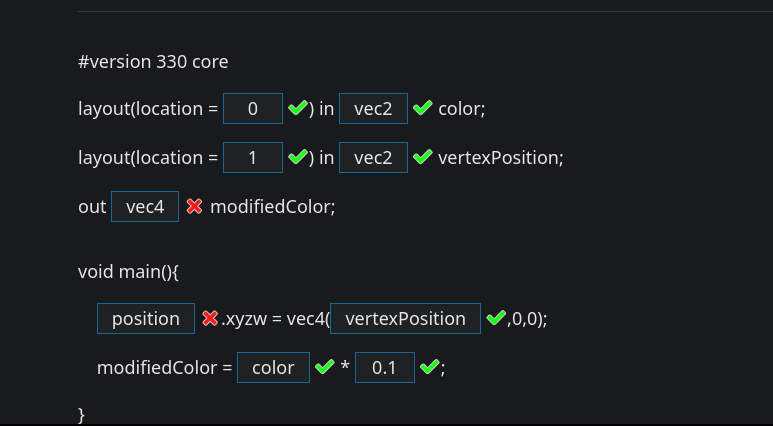 #version 330 core
layout(location = 0 ) in vec2 color;
layout(location = 1 ) in vec2 vertexPosition;
out vec4 modifiedColor;
void main(){
position .xyzw = vec4( vertexPosition ,0,0);
modifiedColor = color * 0.1 ;
}